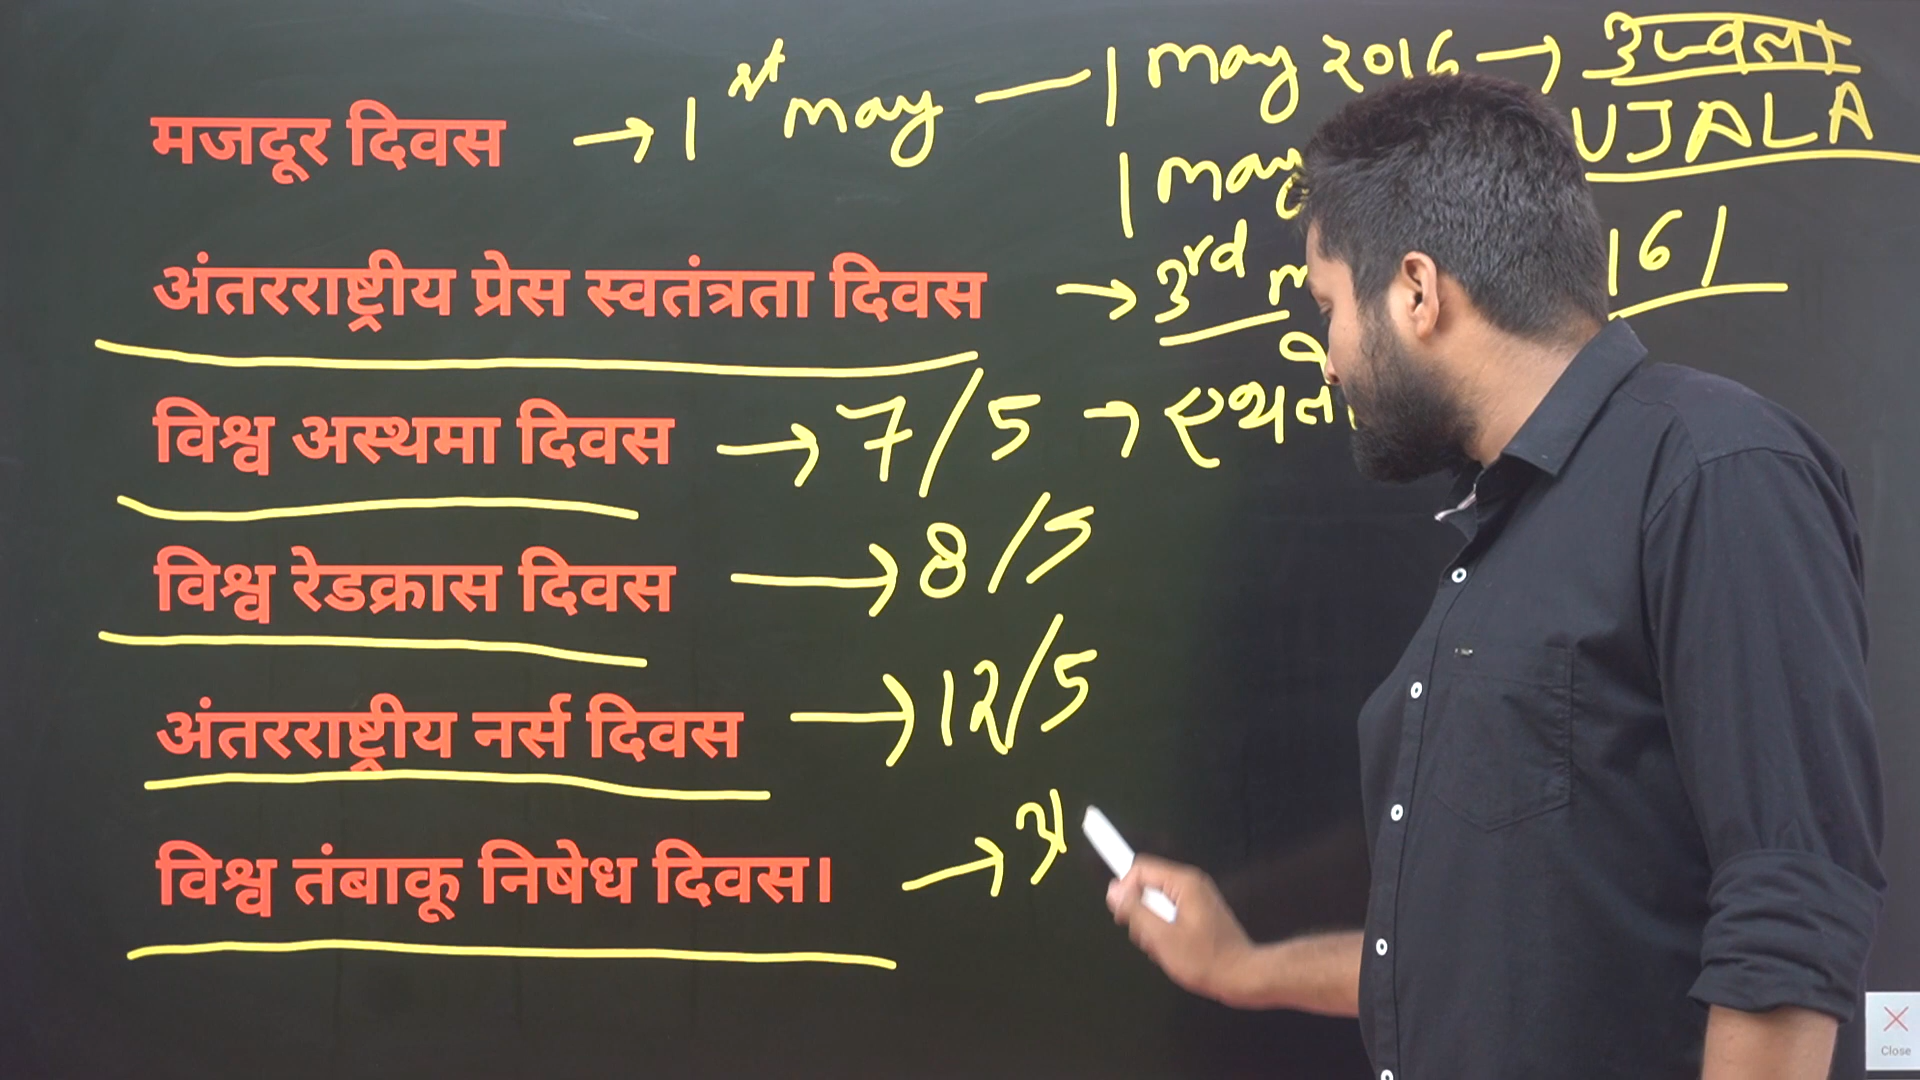 मजदूर दिवस → 1st may — 1 may 2016 → उज्वला
1 may UJALA
अंतरराष्ट्रीय प्रेस स्वतंत्रता दिवस → 3rd 161
विश्व अस्थमा दिवस → 7/5 →
विश्व रेडक्रास दिवस → 8/5
अंतरराष्ट्रीय नर्स दिवस → 12/5
विश्व तंबाकू निषेध दिवस। →
Close